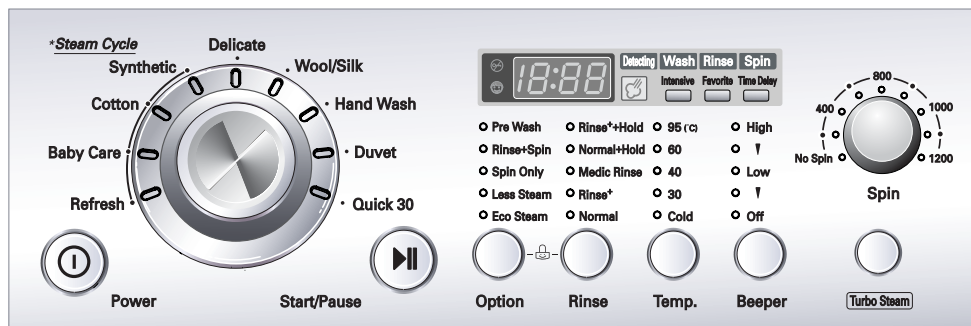 *Steam Cycle
Delicate
Synthetic
Wool/Silk
Cotton
Hand Wash
Baby Care
Duvet
Refresh
Quick 30
Power
Start/Pause
18:88
Detecting Wash Rinse Spin
Intensive Favorite Time Delay
Pre Wash
Rinse+Spin
Spin Only
Less Steam
Eco Steam
Option
Rinse⁺+Hold
Normal+Hold
Medic Rinse
Rinse⁺
Normal
Rinse
95 (°C)
60
40
30
Cold
Temp.
High
Low
Off
Beeper
800
400
1000
No Spin
1200
Spin
Turbo Steam